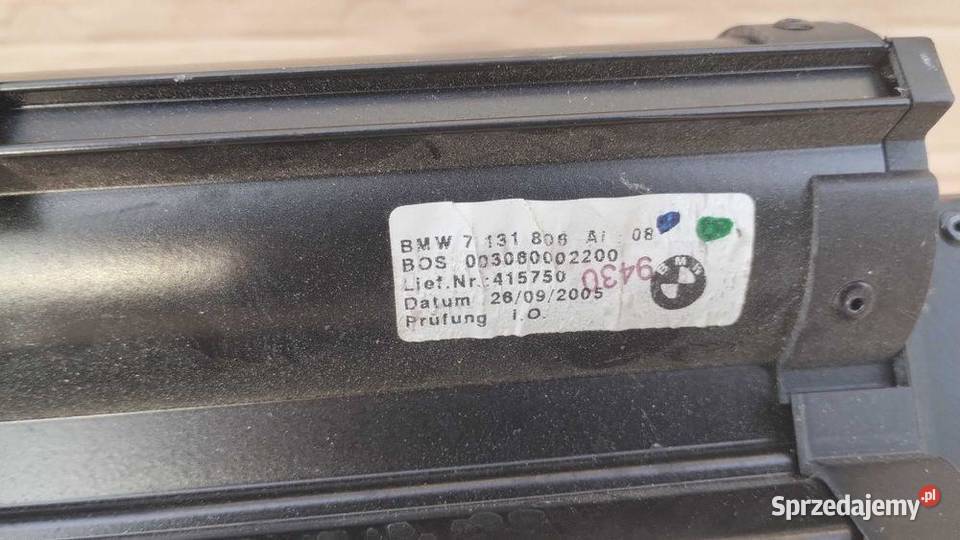 BMW 7 131 806 AI : 08
BOS 003060002200
Lief.Nr.:415750
9430
BMW
Datum 26/09/2005
Prüfung i.O.
Sprzedajemy.pl